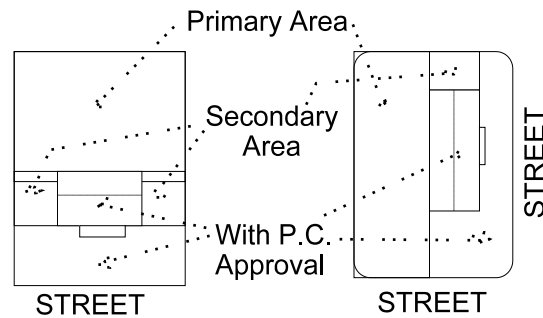 Primary Area
Secondary
Area
With P.C.
Approval
STREET
STREET
STREET